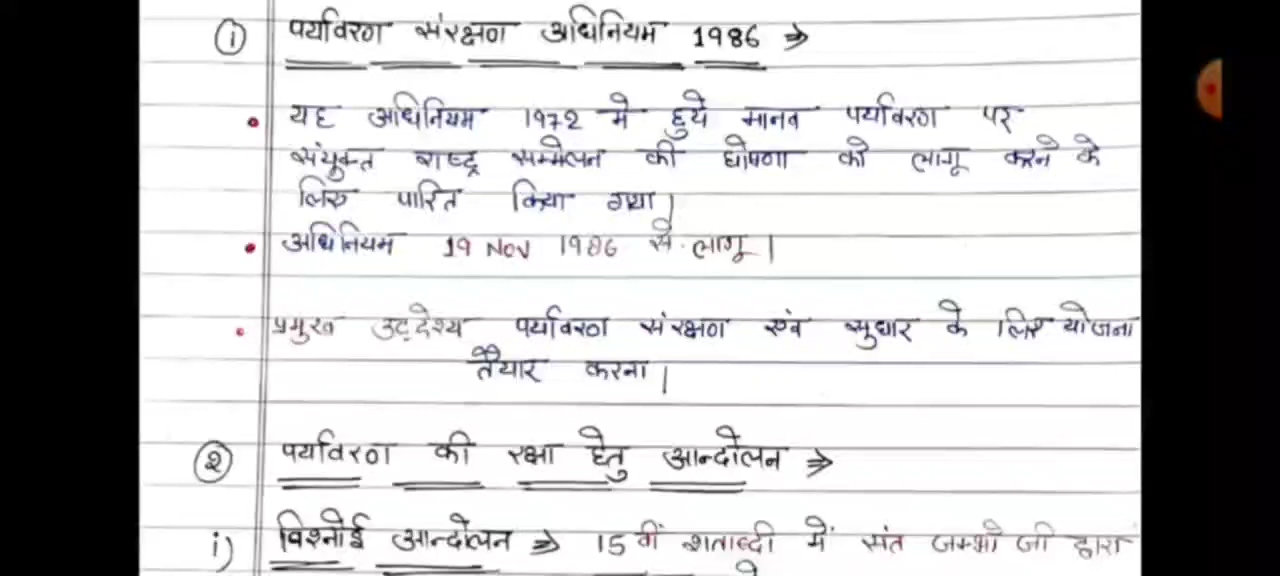 ① पर्यावरण संरक्षण अधिनियम 1986 ⇒
• यह अधिनियम 1972 मे हुये मानव पर्यावरण पर
संयुक्त राष्ट्र सम्मेलन की घोषणा को लागू करने के
लिए पारित किया गया |
• अधिनियम 19 Nov 1986 से लागू |
• प्रमुख उद्देश्य पर्यावरण संरक्षण एंव सुधार के लिए योजना
तैयार करना |
② पर्यावरण की रक्षा हेतु आन्दोलन ⇒
i) विश्नोई आन्दोलन ⇒ 15 वीं शताब्दी में संत जम्भो जी द्वारा